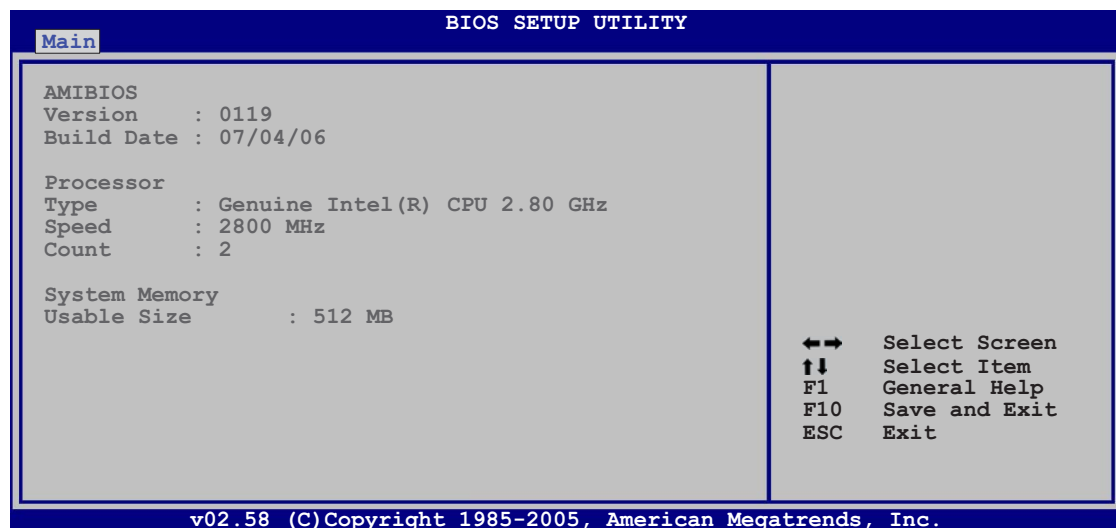 BIOS SETUP UTILITY
Main
AMIBIOS
Version : 0119
Build Date : 07/04/06
Processor
Type : Genuine Intel(R) CPU 2.80 GHz
Speed : 2800 MHz
Count : 2
System Memory
Usable Size : 512 MB
←→ Select Screen
↑↓ Select Item
F1 General Help
F10 Save and Exit
ESC Exit
v02.58 (C)Copyright 1985-2005, American Megatrends, Inc.